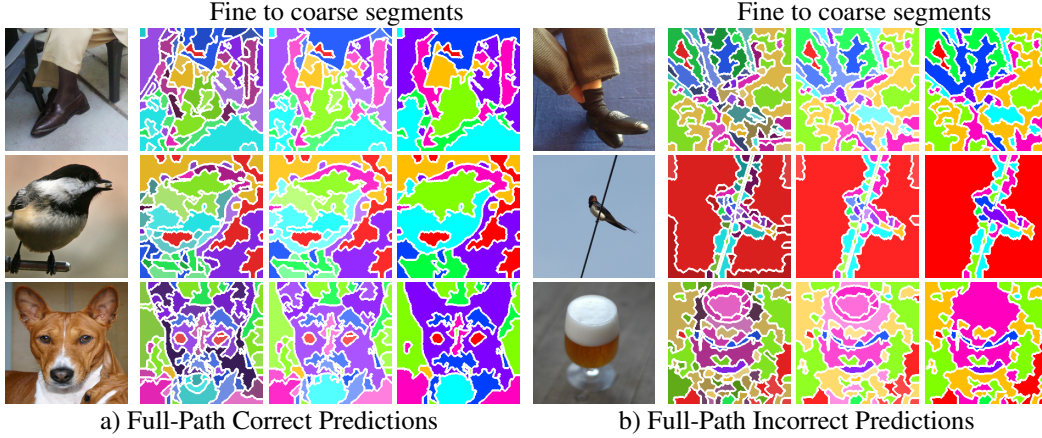 Fine to coarse segments
Fine to coarse segments
a) Full-Path Correct Predictions
b) Full-Path Incorrect Predictions